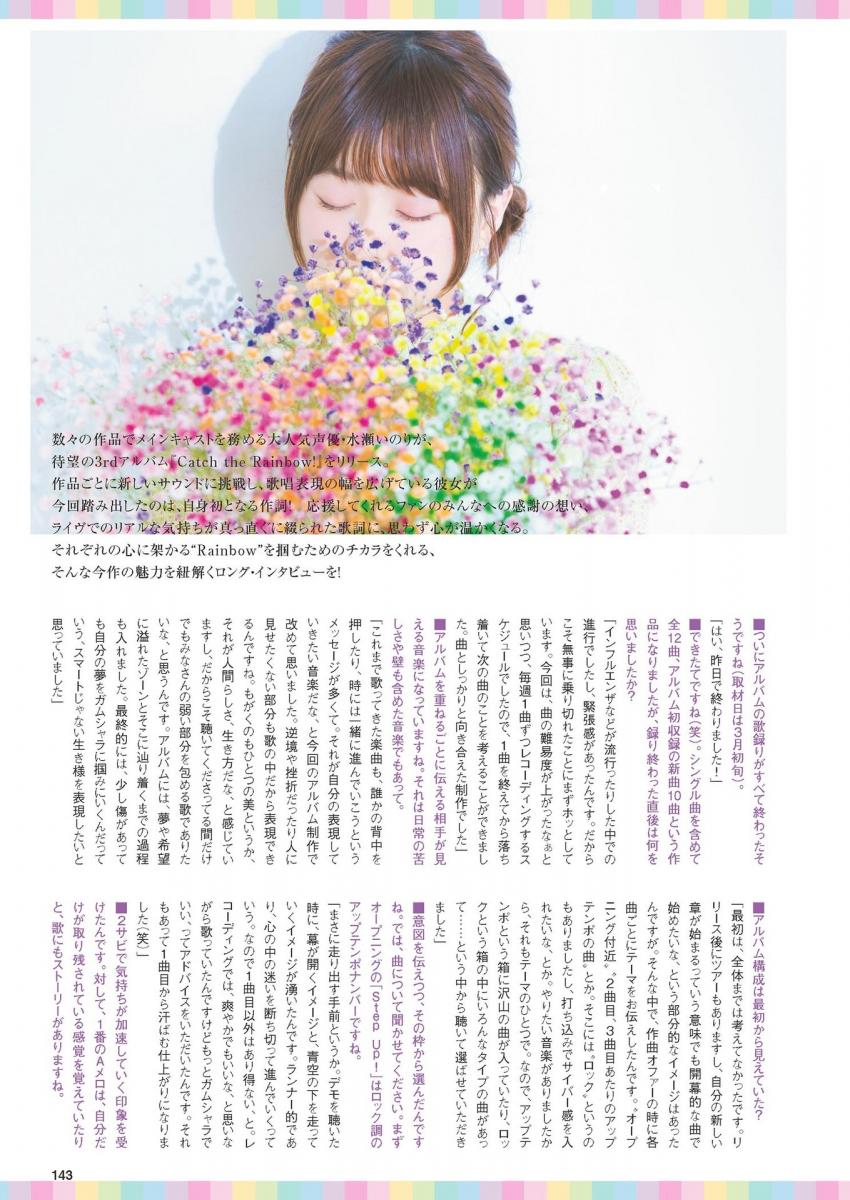 数々の作品でメインキャストを務める大人気声優・水瀬いのりが、
待望の3rdアルバム『Catch the Rainbow!』をリリース。
作品ごとに新しいサウンドに挑戦し、歌唱表現の幅を広げている彼女が
今回踏み出したのは、自身初となる作詞!　応援してくれるファンのみんなへの感謝の想い、
ライヴでのリアルな気持ちが真っ直ぐに綴られた歌詞に、思わず心が温かくなる。
それぞれの心に架かる“Rainbow”を掴むためのチカラをくれる、
そんな今作の魅力を紐解くロング・インタビューを!
■ついにアルバムの歌録りがすべて終わったそ
うですね(取材日は3月初旬)。
「はい、昨日で終わりました!」
■できたてですね(笑)。シングル曲を含めて
全12曲、アルバム初収録の新曲10曲という作
品になりましたが、録り終わった直後は何を
思いましたか?
「インフルエンザなどが流行ったりした中での
進行でしたし、緊張感があったんです。だから
こそ無事に乗り切れたことにまずホッとして
います。今回は、曲の難易度が上がったなぁと
思いつつ、毎週1曲ずつレコーディングするス
ケジュールでしたので、1曲を終えてから落ち
着いて次の曲のことを考えることができまし
た。曲としっかりと向き合えた制作でした」
■アルバムを重ねるごとに伝える相手が見
える音楽になっていますね。それは日常の苦
しさや壁も含めた音楽でもあって。
「これまで歌ってきた楽曲も、誰かの背中を
押したり、時には一緒に進んでいこうという
メッセージが多くて。それが自分の表現して
いきたい音楽だな、と今回のアルバム制作で
改めて思いました。逆境や挫折だったり人に
見せたくない部分も歌の中だから表現でき
るんですね。もがくのもひとつの美というか、
それが人間らしさ、生き方だな、と感じてい
ますし、だからこそ聴いてくださってる間だけ
でもみなさんの弱い部分を包める歌でありた
いな、と思うんです。アルバムには、夢や希望
に溢れたゾーンとそこに辿り着くまでの過程
も入れました。最終的には、少し傷があって
も自分の夢をガムシャラに掴みにいくんだって
いう、スマートじゃない生き様を表現したいと
思っていました」
■アルバム構成は最初から見えていた?
「最初は、全体までは考えてなかったです。リ
リース後にツアーもありますし、自分の新しい
章が始まるっていう意味でも開幕的な曲で
始めたいな、という部分的なイメージはあった
んですが。そんな中で、作曲オファーの時に各
曲ごとにテーマをお伝えしたんです。“オープ
ニング付近”、2曲目、3曲目あたりのアップ
テンポの曲”とか。そこには“ロック”というの
もありましたし、打ち込みでサイバー感を入
れたいな、とか。やりたい音楽がありましたか
ら、それもテーマのひとつで。なので、アップテ
ンポという箱に沢山の曲が入っていたり、ロッ
クという箱の中にいろんなタイプの曲があっ
て……という中から聴いて選ばせていただき
ました」
■意図を伝えつつ、その枠から選んだんです
ね。では、曲について聞かせてください。まず
オープニングの「Step Up!」はロック調の
アップテンポナンバーですね。
「まさに走り出す手前というか。デモを聴いた
時に、幕が開くイメージと、青空の下を走って
いくイメージが湧いたんです。ランナー的であ
り、心の中の迷いを断ち切って進んでいくって
いう。なので1曲目以外はあり得ない、と。レ
コーディングでは、爽やかでもいいな、と思いな
がら歌っていたんですけどもっとガムシャラで
いい、ってアドバイスをいただいたんです。それ
もあって1曲目から汗ばむ仕上がりになりま
した(笑)」
■2サビで気持ちが加速していく印象を受
けたんです。対して、1番のAメロは、自分だ
けが取り残されている感覚を覚えていたり
と、歌にもストーリーがありますね。
143